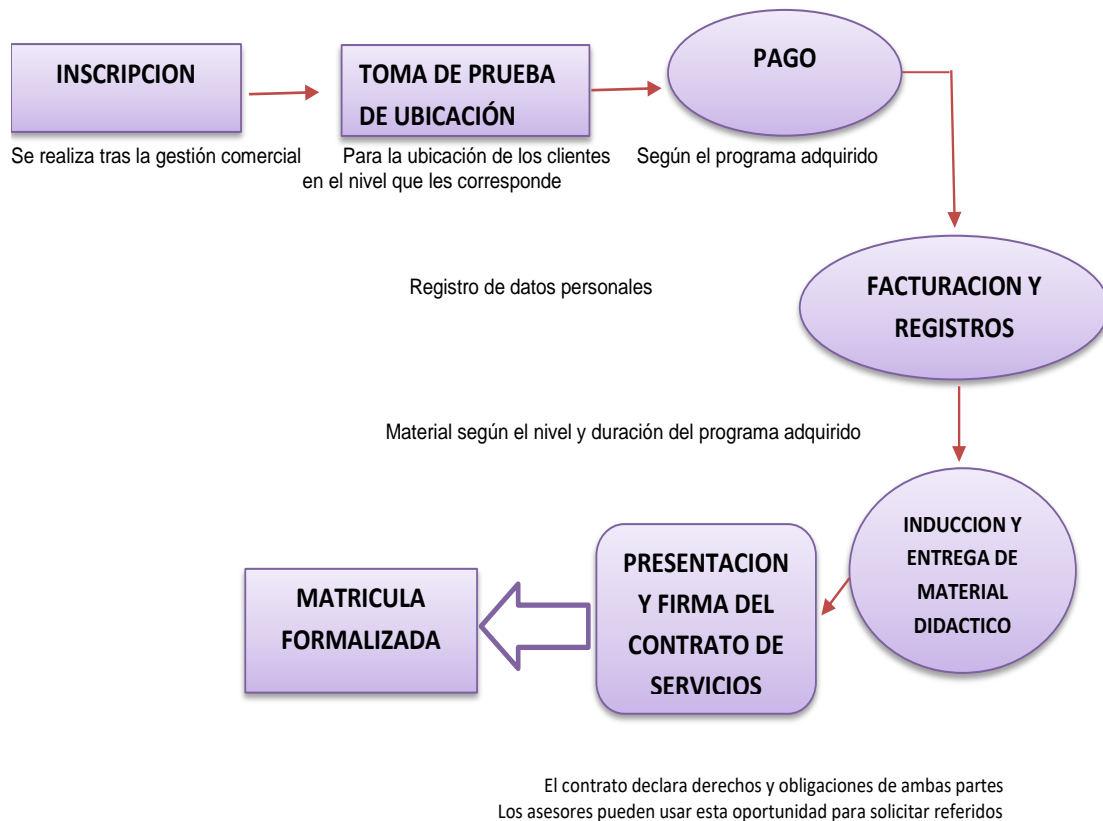 INSCRIPCION
TOMA DE PRUEBA
DE UBICACIÓN
PAGO
Se realiza tras la gestión comercial
Para la ubicación de los clientes
en el nivel que les corresponde
Según el programa adquirido
FACTURACION Y
REGISTROS
Registro de datos personales
Material según el nivel y duración del programa adquirido
INDUCCION Y
ENTREGA DE
MATERIAL
DIDACTICO
PRESENTACION
Y FIRMA DEL
CONTRATO DE
SERVICIOS
MATRICULA
FORMALIZADA
El contrato declara derechos y obligaciones de ambas partes
Los asesores pueden usar esta oportunidad para solicitar referidos